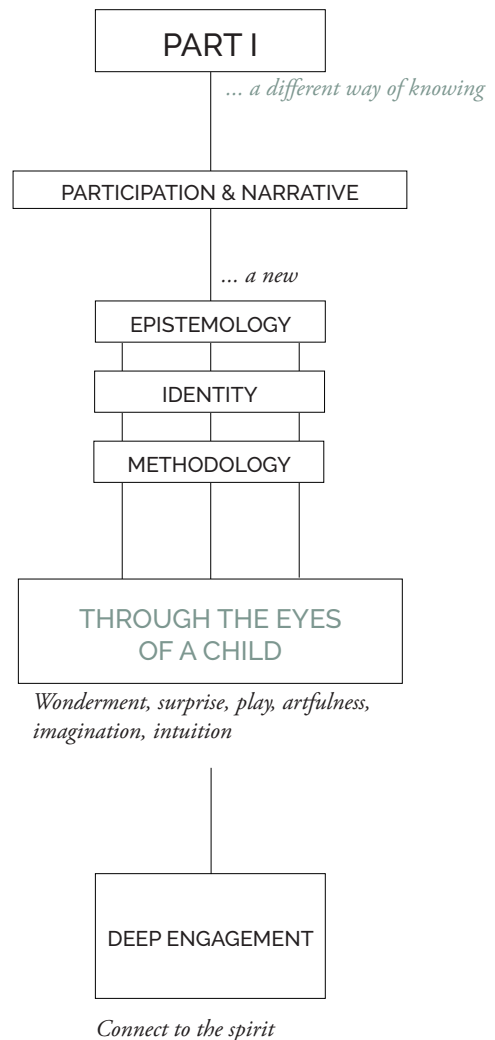 PART I
... a different way of knowing
PARTICIPATION & NARRATIVE
... a new
EPISTEMOLOGY
IDENTITY
METHODOLOGY
THROUGH THE EYES
OF A CHILD
Wonderment, surprise, play, artfulness,
imagination, intuition
DEEP ENGAGEMENT
Connect to the spirit